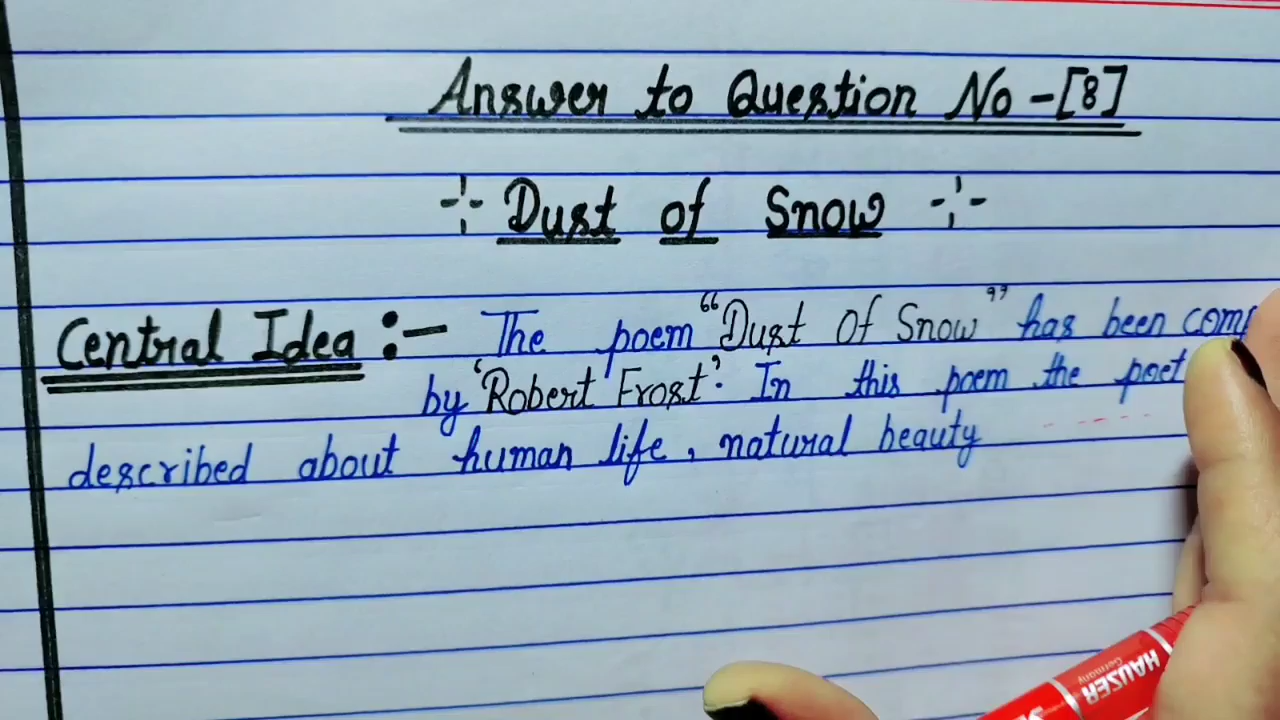 Answer to Question No -[8]
Dust of Snow
Central Idea :- The poem "Dust Of Snow" has been
by 'Robert Frost'. In this poem the poet
described about human life, natural beauty
HAUSER
Germany